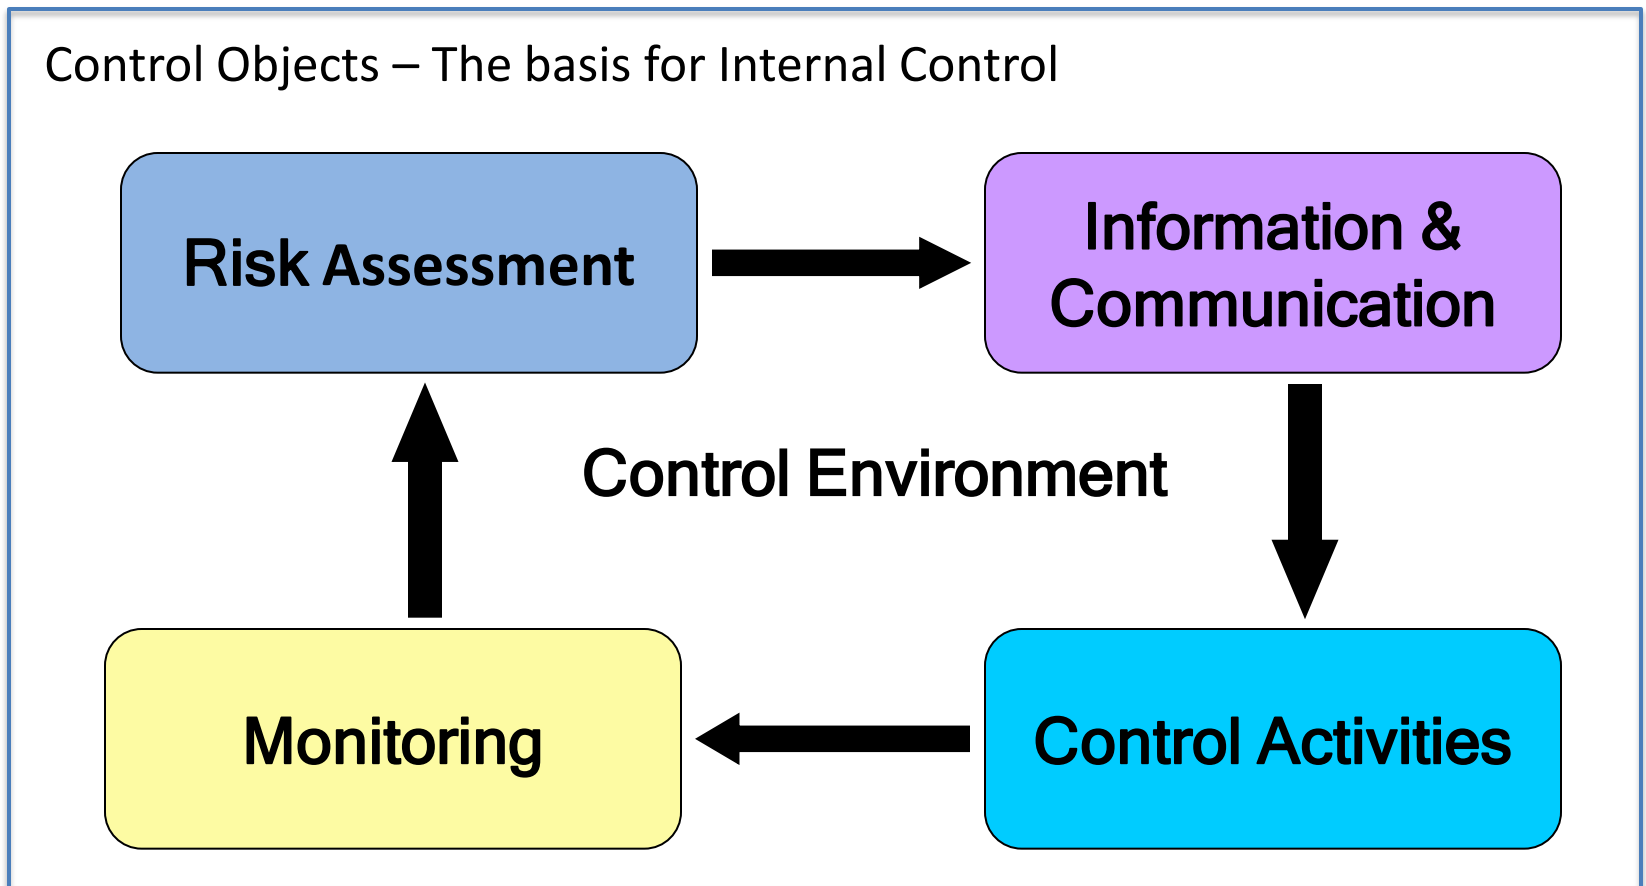 Control Objects – The basis for Internal Control
Risk Assessment
Information &
Communication
Control Environment
Monitoring
Control Activities